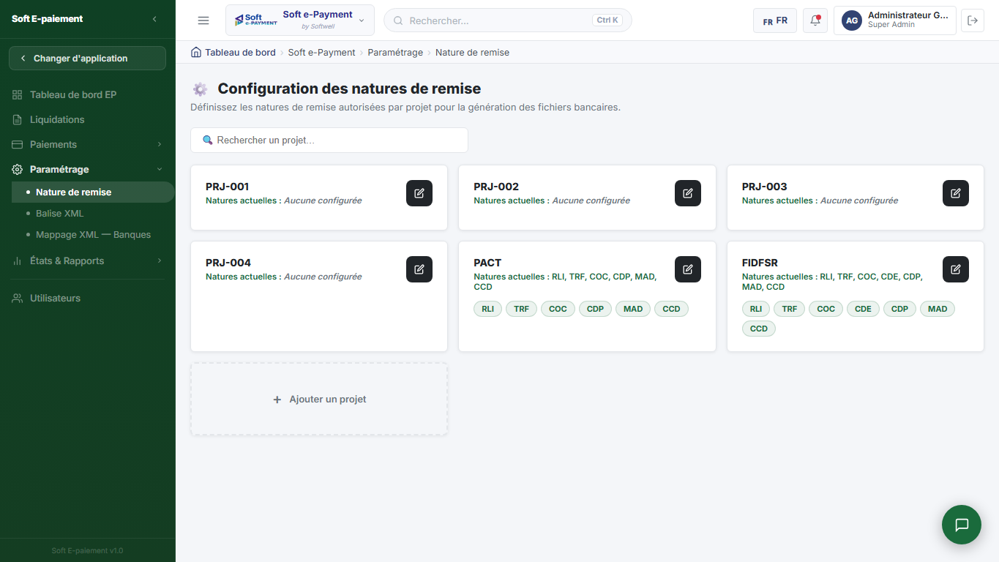 Soft E-paiement
Changer d'application
Tableau de bord EP
Liquidations
Paiements
Paramétrage
Nature de remise
Balise XML
Mappage XML — Banques
États & Rapports
Utilisateurs
Soft E-paiement v1.0
Soft
e-PAYMENT
Soft e-Payment
by Softwell
Rechercher...
Ctrl K
FR FR
AG
Administrateur G...
Super Admin
Tableau de bord › Soft e-Payment › Paramétrage › Nature de remise
Configuration des natures de remise
Définissez les natures de remise autorisées par projet pour la génération des fichiers bancaires.
Rechercher un projet...
PRJ-001
Natures actuelles : Aucune configurée
PRJ-002
Natures actuelles : Aucune configurée
PRJ-003
Natures actuelles : Aucune configurée
PRJ-004
Natures actuelles : Aucune configurée
PACT
Natures actuelles : RLI, TRF, COC, CDP, MAD,
CCD
RLI TRF COC CDP MAD CCD
FIDFSR
Natures actuelles : RLI, TRF, COC, CDE, CDP,
MAD, CCD
RLI TRF COC CDE CDP MAD
CCD
+ Ajouter un projet